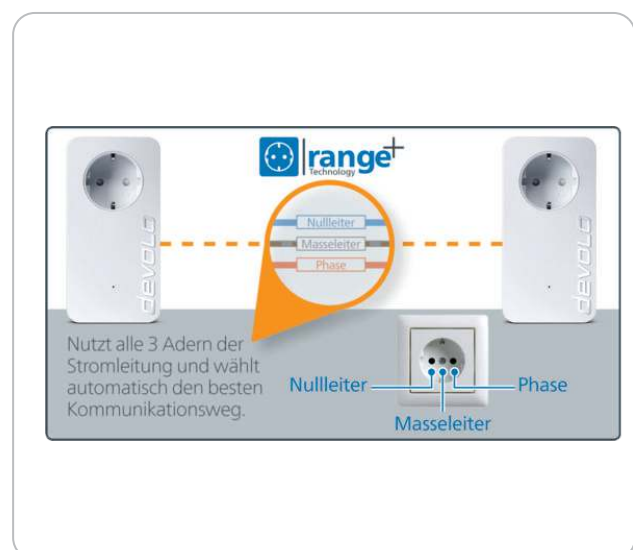 range+
Technology
Nullleiter
Masseleiter
Phase
devolo
devolo
Nutzt alle 3 Adern der
Stromleitung und wählt
automatisch den besten
Kommunikationsweg.
Nullleiter
Phase
Masseleiter